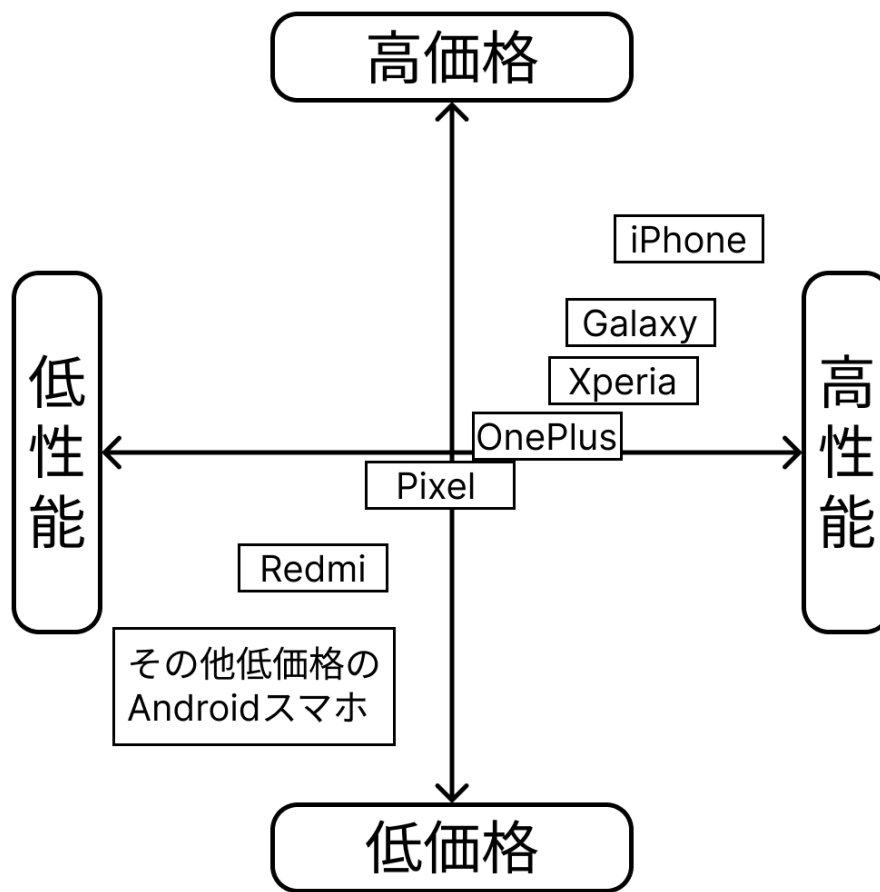 高価格
iPhone
Galaxy
Xperia
低性能
高性能
OnePlus
Pixel
Redmi
その他低価格の
Androidスマホ
低価格